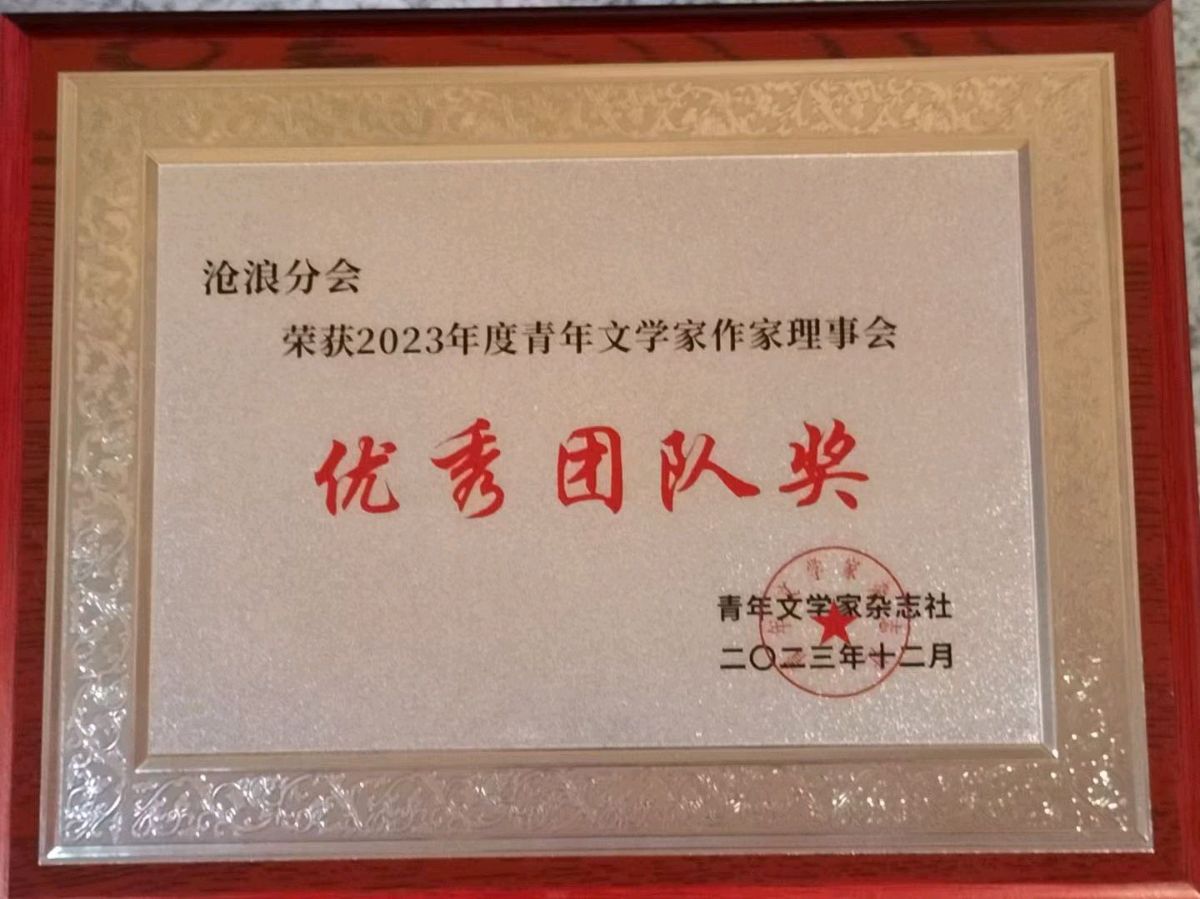 沧浪分会
荣获2023年度青年文学家作家理事会
优秀团队奖
青年文学家杂志社
二〇二三年十二月